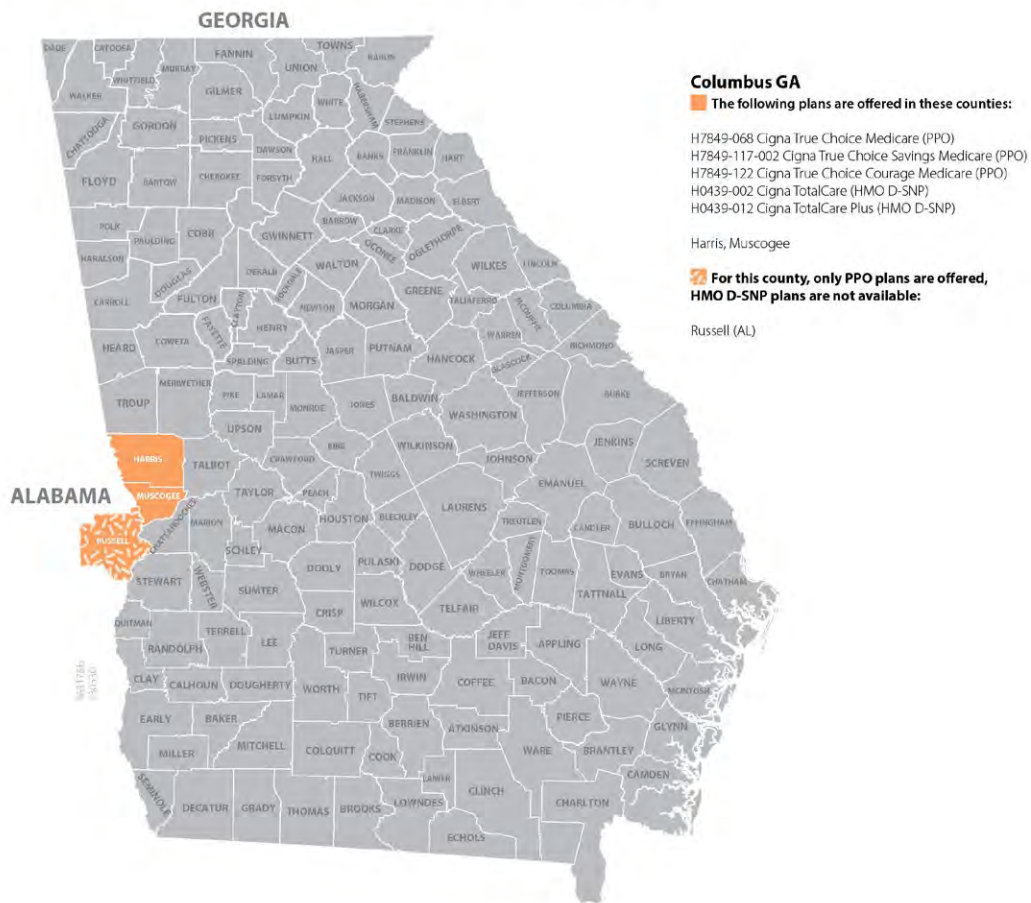 GEORGIA
DADE
CATOOSA
FANNIN
TOWNS
RABUN
MURRAY
UNION
WHITFIELD
WALKER
GILMER
WHITE
HABERSHAM
LUMPKIN
STEPHENS
CHATTOOGA
GORDON
PICKENS
DAWSON
HALL
BANKS
FRANKLIN
HART
FLOYD
BARTOW
CHEROKEE
FORSYTH
JACKSON
MADISON
ELBERT
POLK
PAULDING
COBB
GWINNETT
BARROW
CLARKE
OCONEE
OGLETHORPE
HARALSON
DOUGLAS
DEKALB
ROCKDALE
WALTON
WILKES
LINCOLN
CARROLL
FULTON
CLAYTON
NEWTON
MORGAN
GREENE
TALIAFERRO
MCDUFFIE
COLUMBIA
HEARD
COWETA
FAYETTE
HENRY
WARREN
RICHMOND
SPALDING
BUTTS
JASPER
PUTNAM
HANCOCK
GLASCOCK
TROUP
MERIWETHER
PIKE
LAMAR
MONROE
JONES
BALDWIN
JEFFERSON
BURKE
UPSON
WASHINGTON
HARRIS
TALBOT
CRAWFORD
BIBB
WILKINSON
JOHNSON
JENKINS
SCREVEN
TWIGGS
EMANUEL
ALABAMA
MUSCOGEE
TAYLOR
PEACH
LAURENS
CHATTAHOOCHEE
MARION
MACON
HOUSTON
BLECKLEY
TREUTLEN
CANDLER
BULLOCH
EFFINGHAM
RUSSELL
SCHLEY
DOOLY
PULASKI
DODGE
WHEELER
MONTGOMERY
TOOMBS
EVANS
BRYAN
CHATHAM
STEWART
WEBSTER
SUMTER
CRISP
WILCOX
TELFAIR
TATTNALL
LIBERTY
QUITMAN
RANDOLPH
TERRELL
LEE
TURNER
BEN HILL
JEFF DAVIS
APPLING
LONG
CLAY
CALHOUN
DOUGHERTY
WORTH
TIFT
IRWIN
COFFEE
BACON
WAYNE
MCINTOSH
EARLY
BAKER
MITCHELL
COLQUITT
BERRIEN
ATKINSON
PIERCE
GLYNN
MILLER
COOK
WARE
BRANTLEY
LANIER
CLINCH
CAMDEN
SEMINOLE
DECATUR
GRADY
THOMAS
BROOKS
LOWNDES
CHARLTON
ECHOLS
Columbus GA
The following plans are offered in these counties:
H7849-068 Cigna True Choice Medicare (PPO)
H7849-117-002 Cigna True Choice Savings Medicare (PPO)
H7849-122 Cigna True Choice Courage Medicare (PPO)
H0439-002 Cigna TotalCare (HMO D-SNP)
H0439-012 Cigna TotalCare Plus (HMO D-SNP)
Harris, Muscogee
For this county, only PPO plans are offered,
HMO D-SNP plans are not available:
Russell (AL)